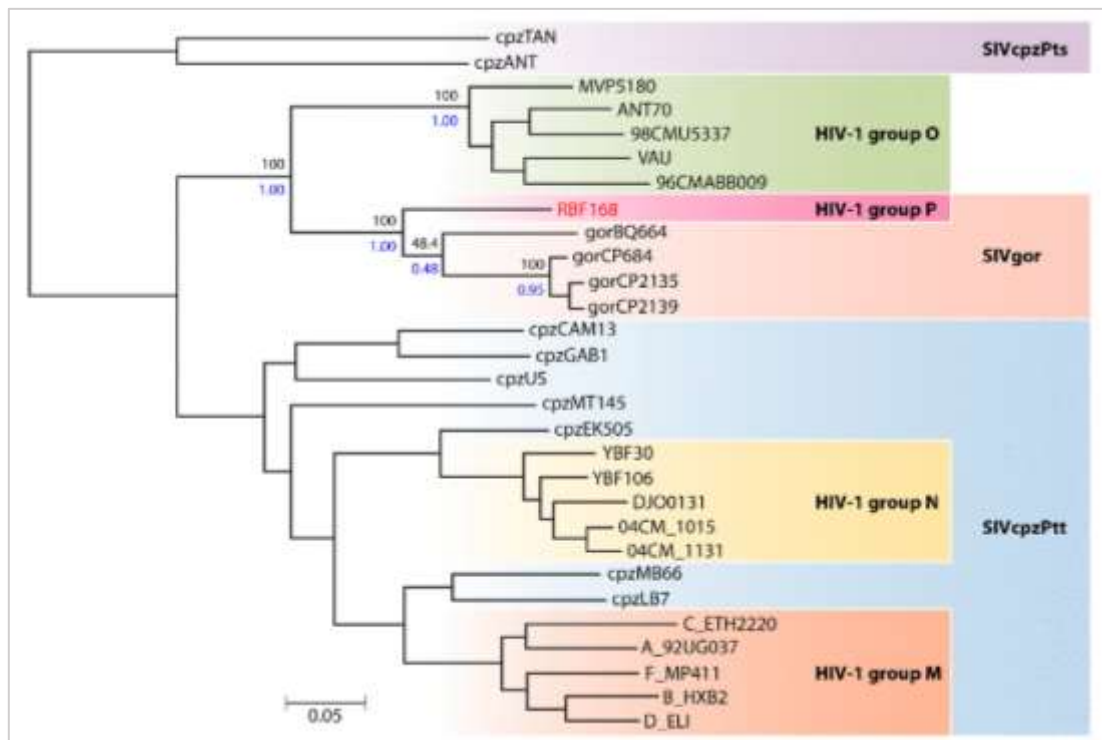 cpzTAN
SIVcpzPts
cpzANT
MVP5180
100
1.00
ANT70
98CMU5337
HIV-1 group O
VAU
96CMABB009
100
1.00
RBF168
HIV-1 group P
100
1.00
gorBQ664
48.4
0.48
gorCP684
SIVgor
100
0.95
gorCP2135
gorCP2139
cpzCAM13
cpzGAB1
cpzUS
cpzMT145
cpzEK505
YBF30
YBF106
DJO0131
HIV-1 group N
04CM_1015
SIVcpzPtt
04CM_1131
cpzMB66
cpzLB7
C_ETH2220
A_92UG037
F_MP411
HIV-1 group M
B_HXB2
D_ELI
0.05